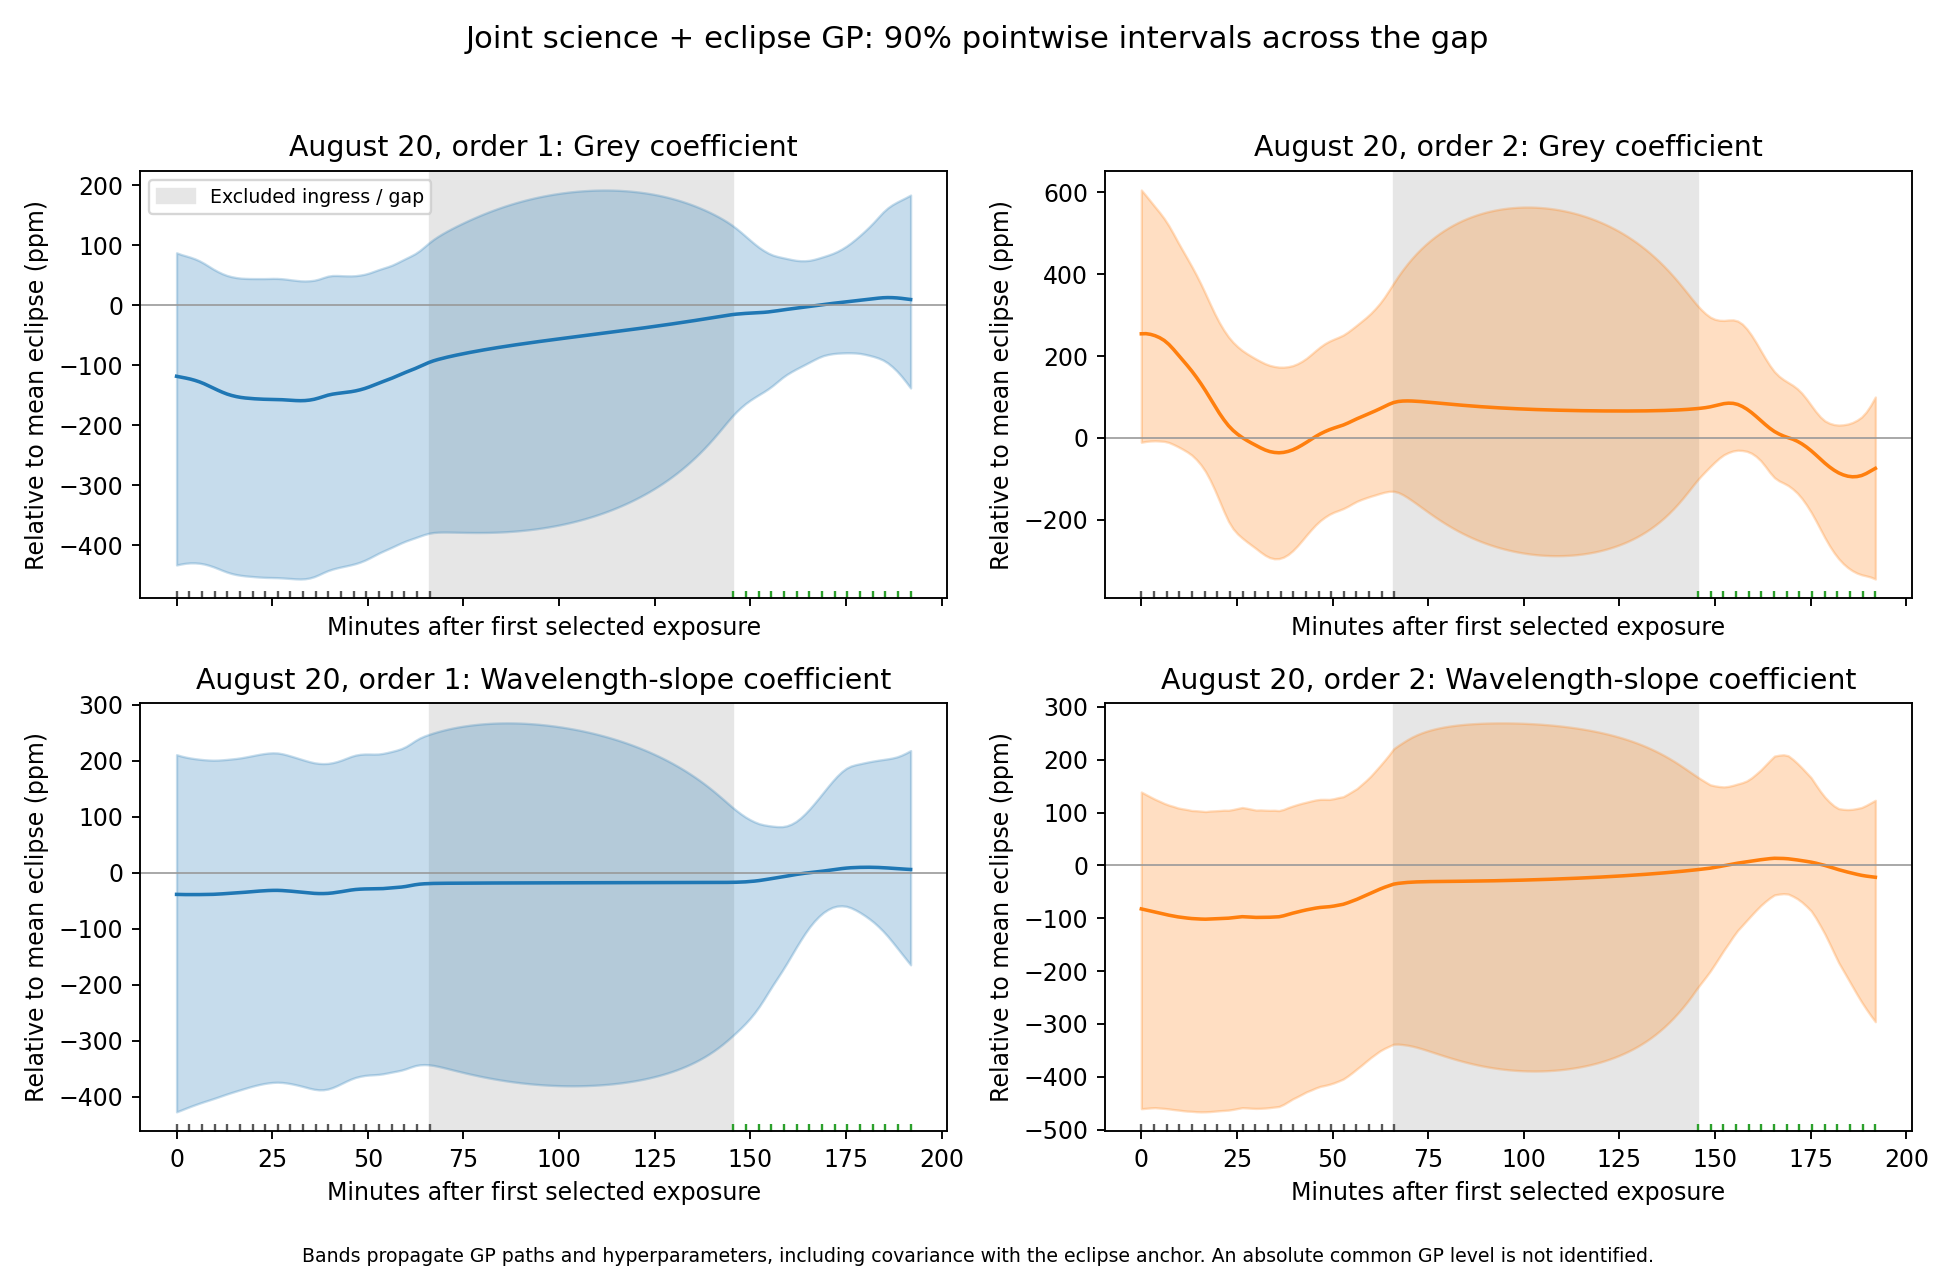 Joint science + eclipse GP: 90% pointwise intervals across the gap
August 20, order 1: Grey coefficient
200
100
0
−100
−200
−300
−400
Relative to mean eclipse (ppm)
Excluded ingress / gap
Minutes after first selected exposure
August 20, order 2: Grey coefficient
600
400
200
0
−200
Relative to mean eclipse (ppm)
Minutes after first selected exposure
August 20, order 1: Wavelength-slope coefficient
300
200
100
0
−100
−200
−300
−400
Relative to mean eclipse (ppm)
0 25 50 75 100 125 150 175 200
Minutes after first selected exposure
August 20, order 2: Wavelength-slope coefficient
300
200
100
0
−100
−200
−300
−400
−500
Relative to mean eclipse (ppm)
0 25 50 75 100 125 150 175 200
Minutes after first selected exposure
Bands propagate GP paths and hyperparameters, including covariance with the eclipse anchor. An absolute common GP level is not identified.